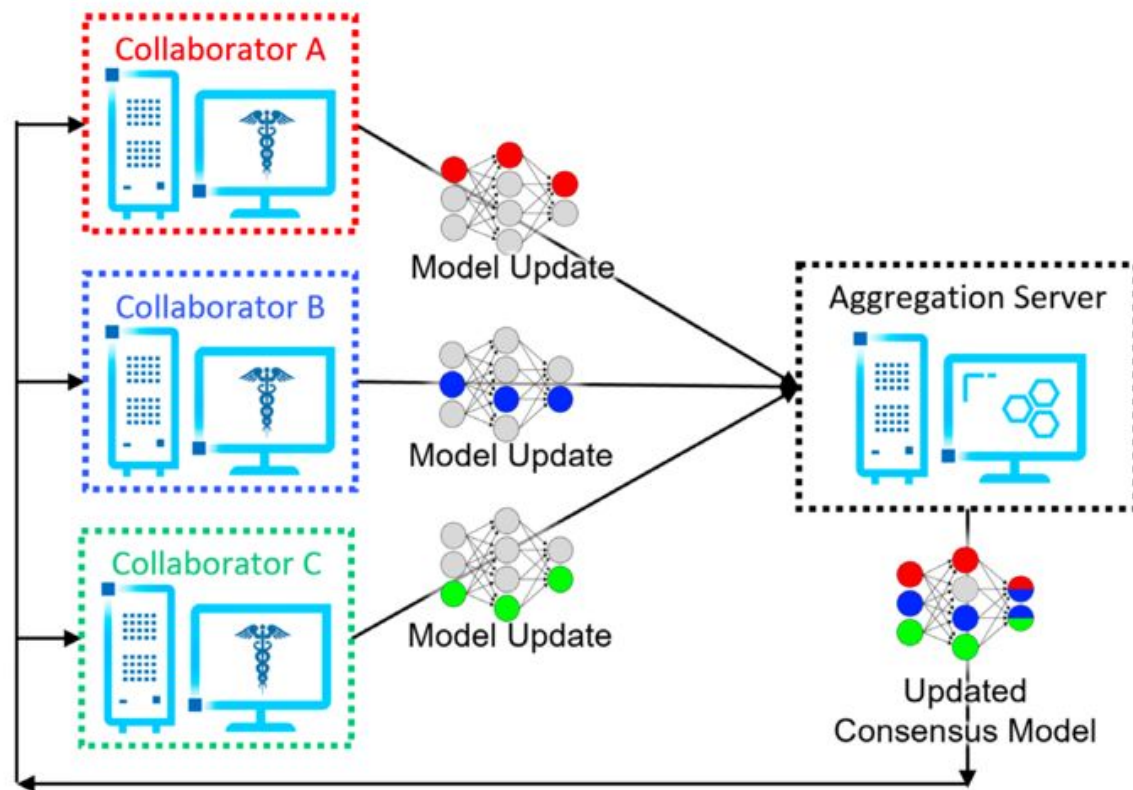 Collaborator A
Model Update
Collaborator B
Model Update
Collaborator C
Model Update
Aggregation Server
Updated
Consensus Model